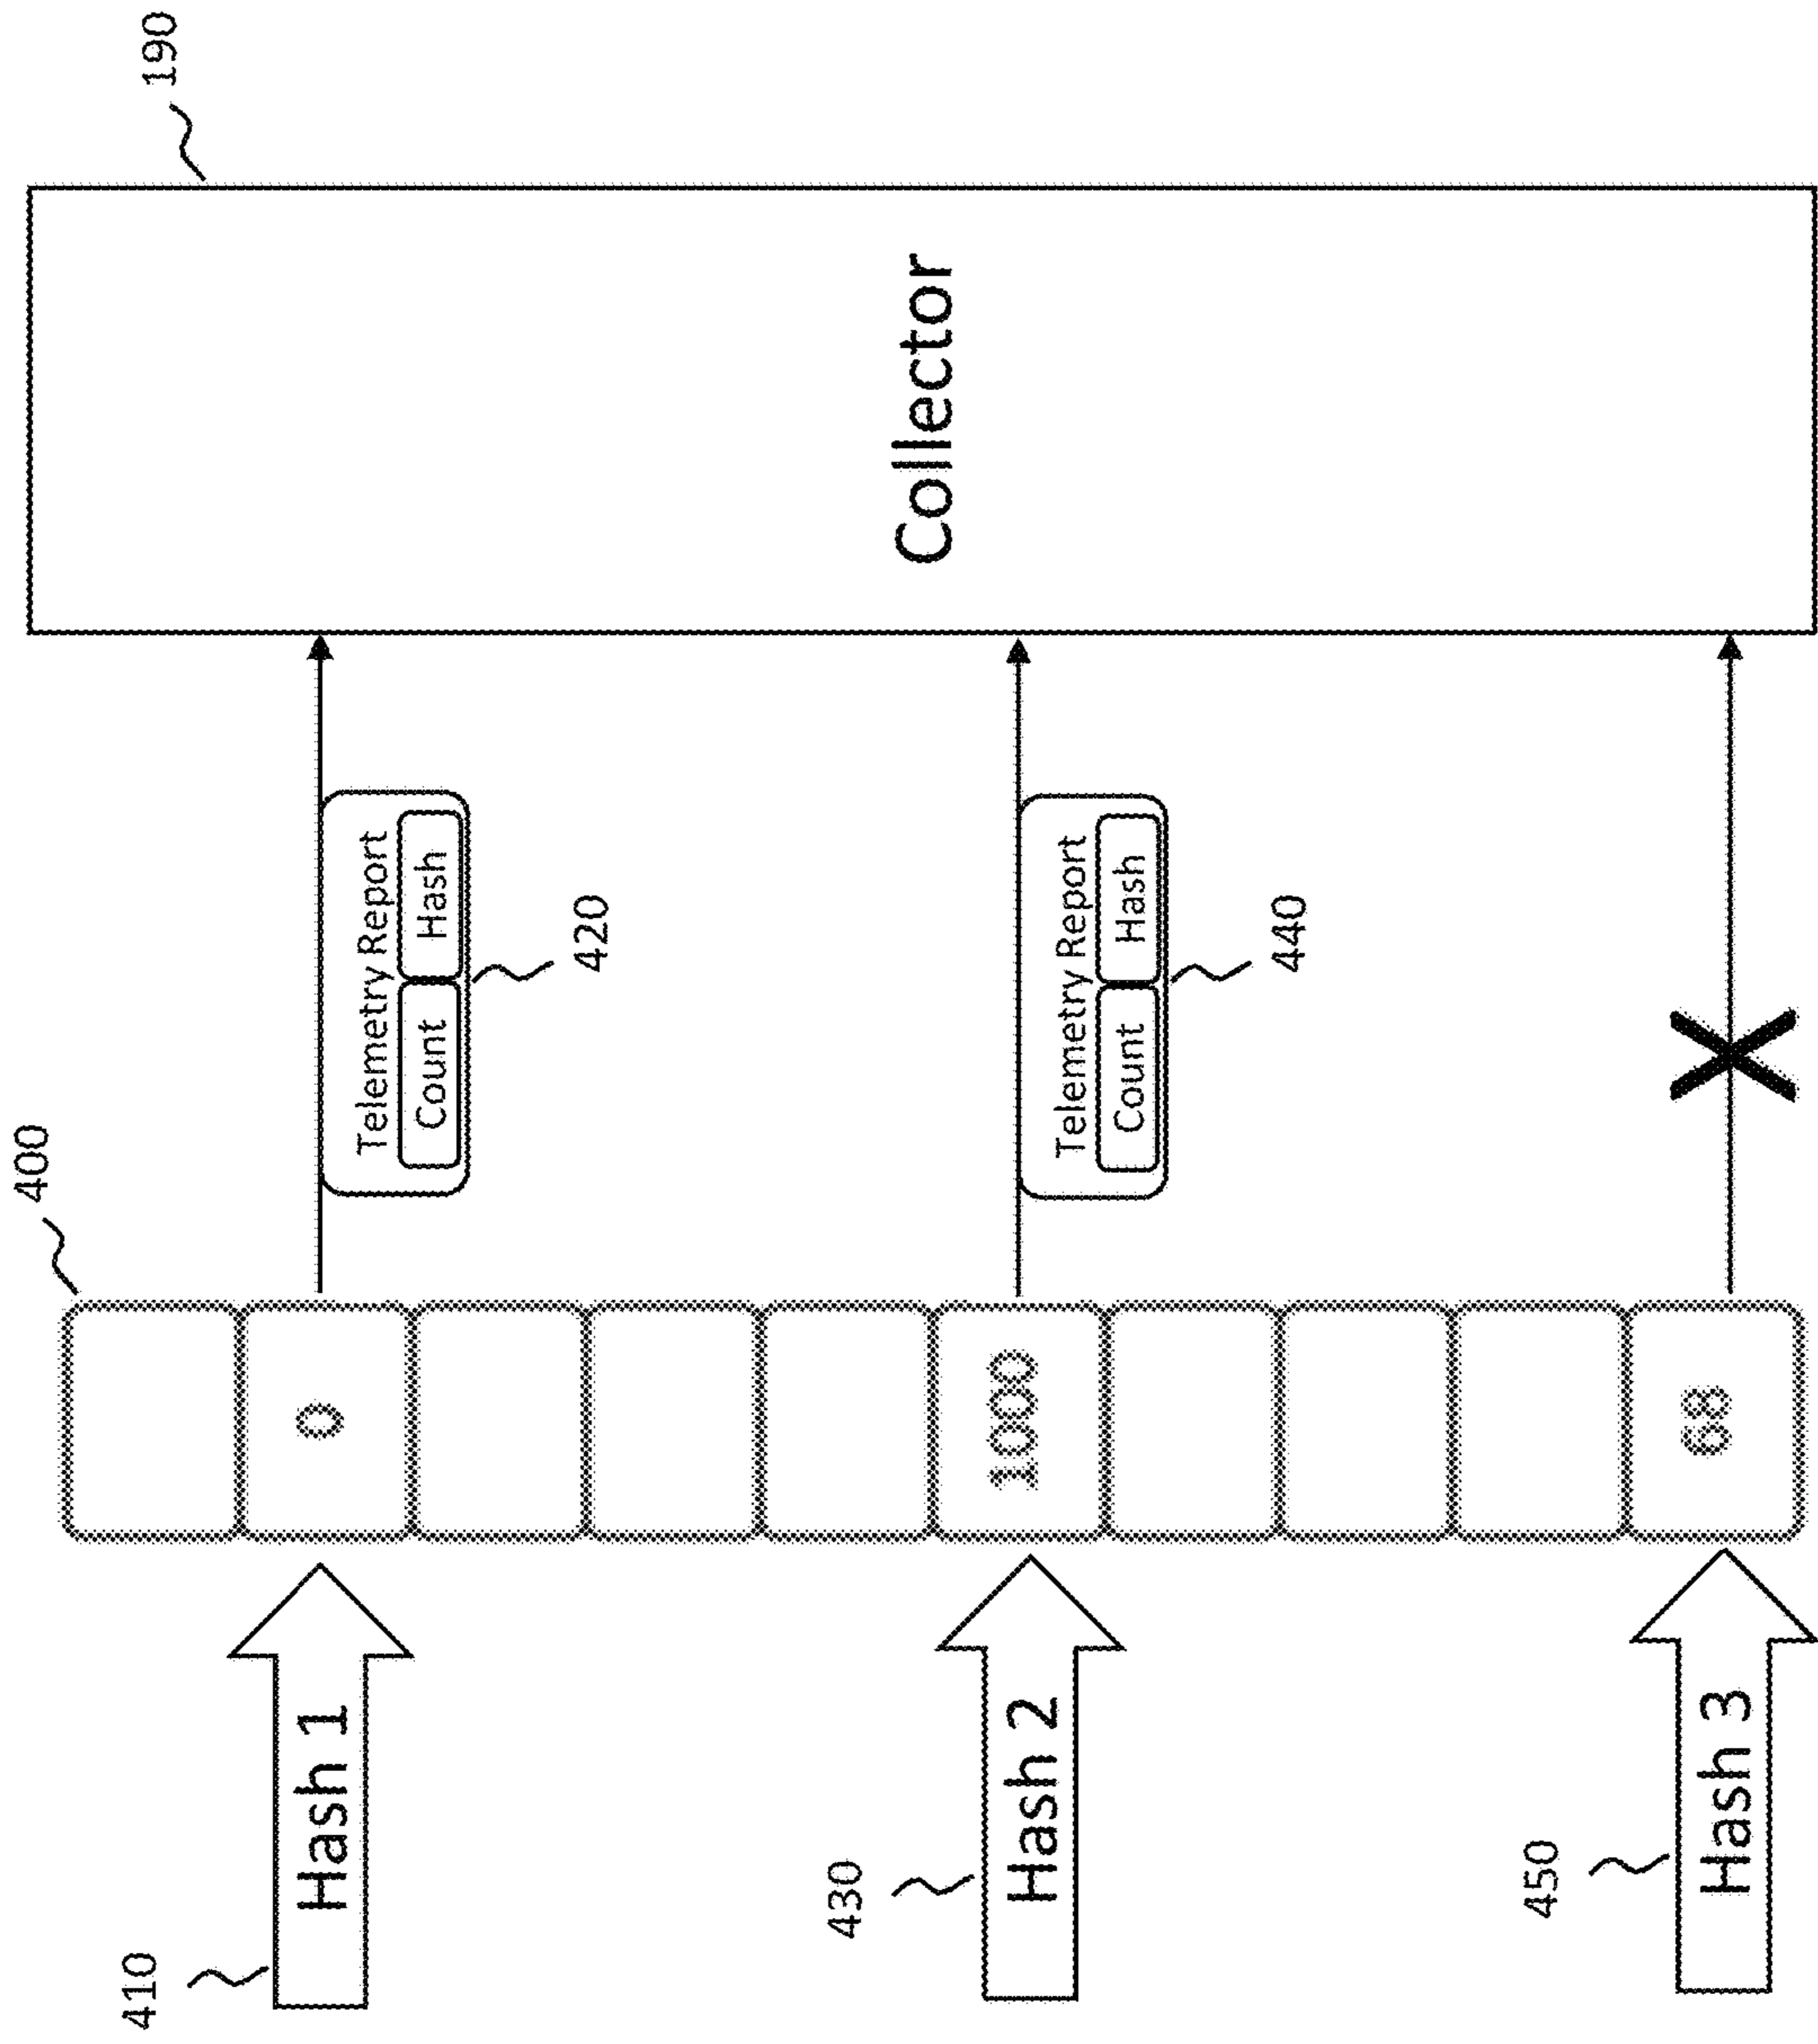 400
410
190
Hash 1
0
Telemetry Report
Count Hash
420
430
Collector
Hash 2
1000
Telemetry Report
Count Hash
440
450
Hash 3
68